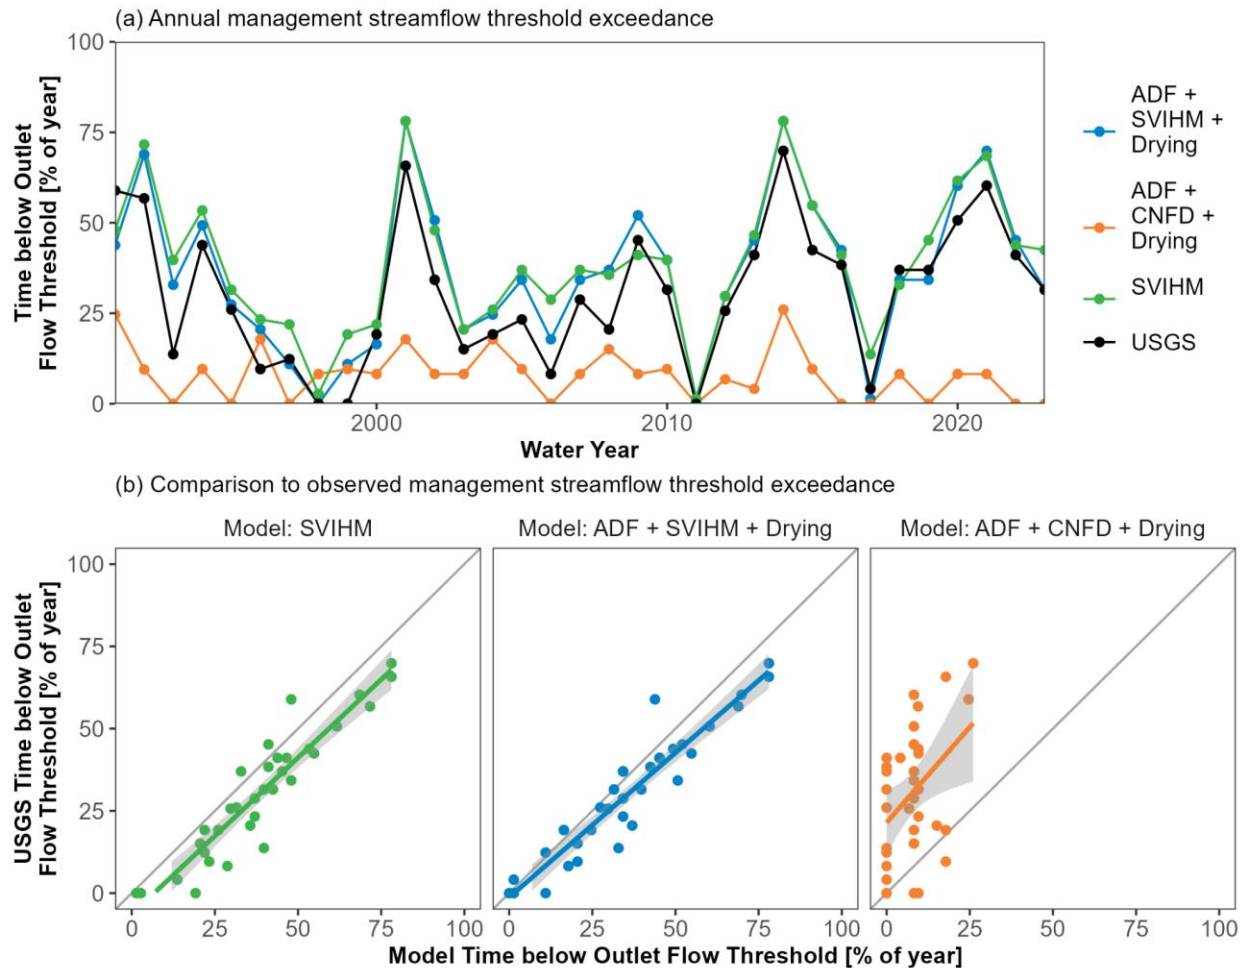 (a) Annual management streamflow threshold exceedance
Time below Outlet
Flow Threshold [% of year]
100
75
50
25
0
2000
2010
2020
Water Year
ADF +
SVIHM +
Drying
ADF +
CNFD +
Drying
SVIHM
USGS
(b) Comparison to observed management streamflow threshold exceedance
Model: SVIHM
Model: ADF + SVIHM + Drying
Model: ADF + CNFD + Drying
USGS Time below Outlet
Flow Threshold [% of year]
100
75
50
25
0
0 25 50 75 100
0 25 50 75 100
0 25 50 75 100
Model Time below Outlet Flow Threshold [% of year]